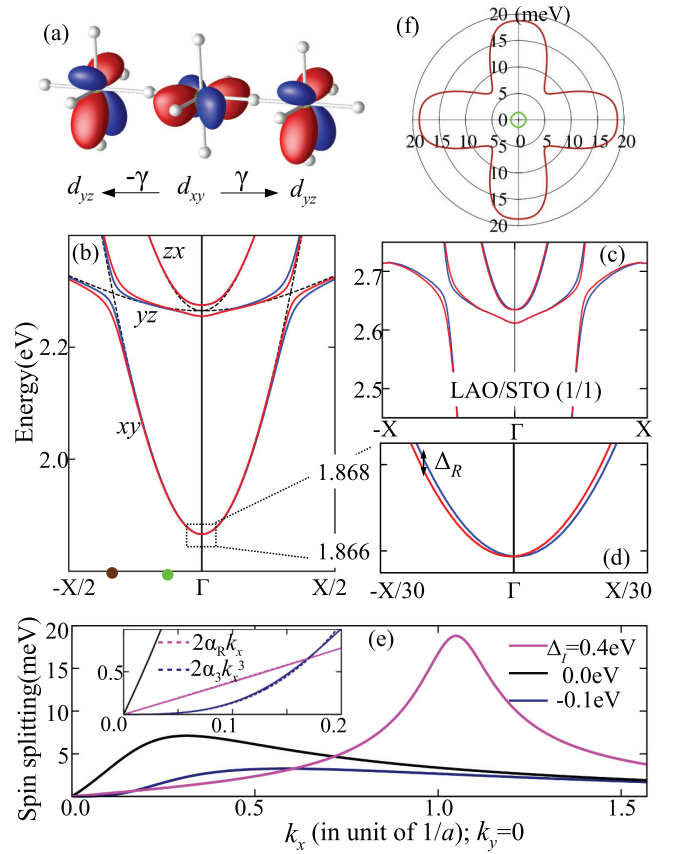 (a)
d_yz -γ d_xy γ d_yz
(f)
20 (meV)
15
10
5
0
5
10
15
20
20 15 10 5 0 5 10 15 20
(b)
zx
yz
xy
Energy(eV)
2.2
2.0
-X/2 Γ X/2
(c)
2.7
2.6
2.5
LAO/STO (1/1)
-X Γ X
1.868
1.866
Δ_R
(d)
-X/30 Γ X/30
(e)
Spin splitting(meV)
20
15
10
5
0.0 0.5 1.0 1.5
2α_R k_x
2α_3 k_x^3
0.5
0.0 0.1 0.2
Δ_I=0.4eV
0.0eV
-0.1eV
k_x (in unit of 1/a); k_y=0